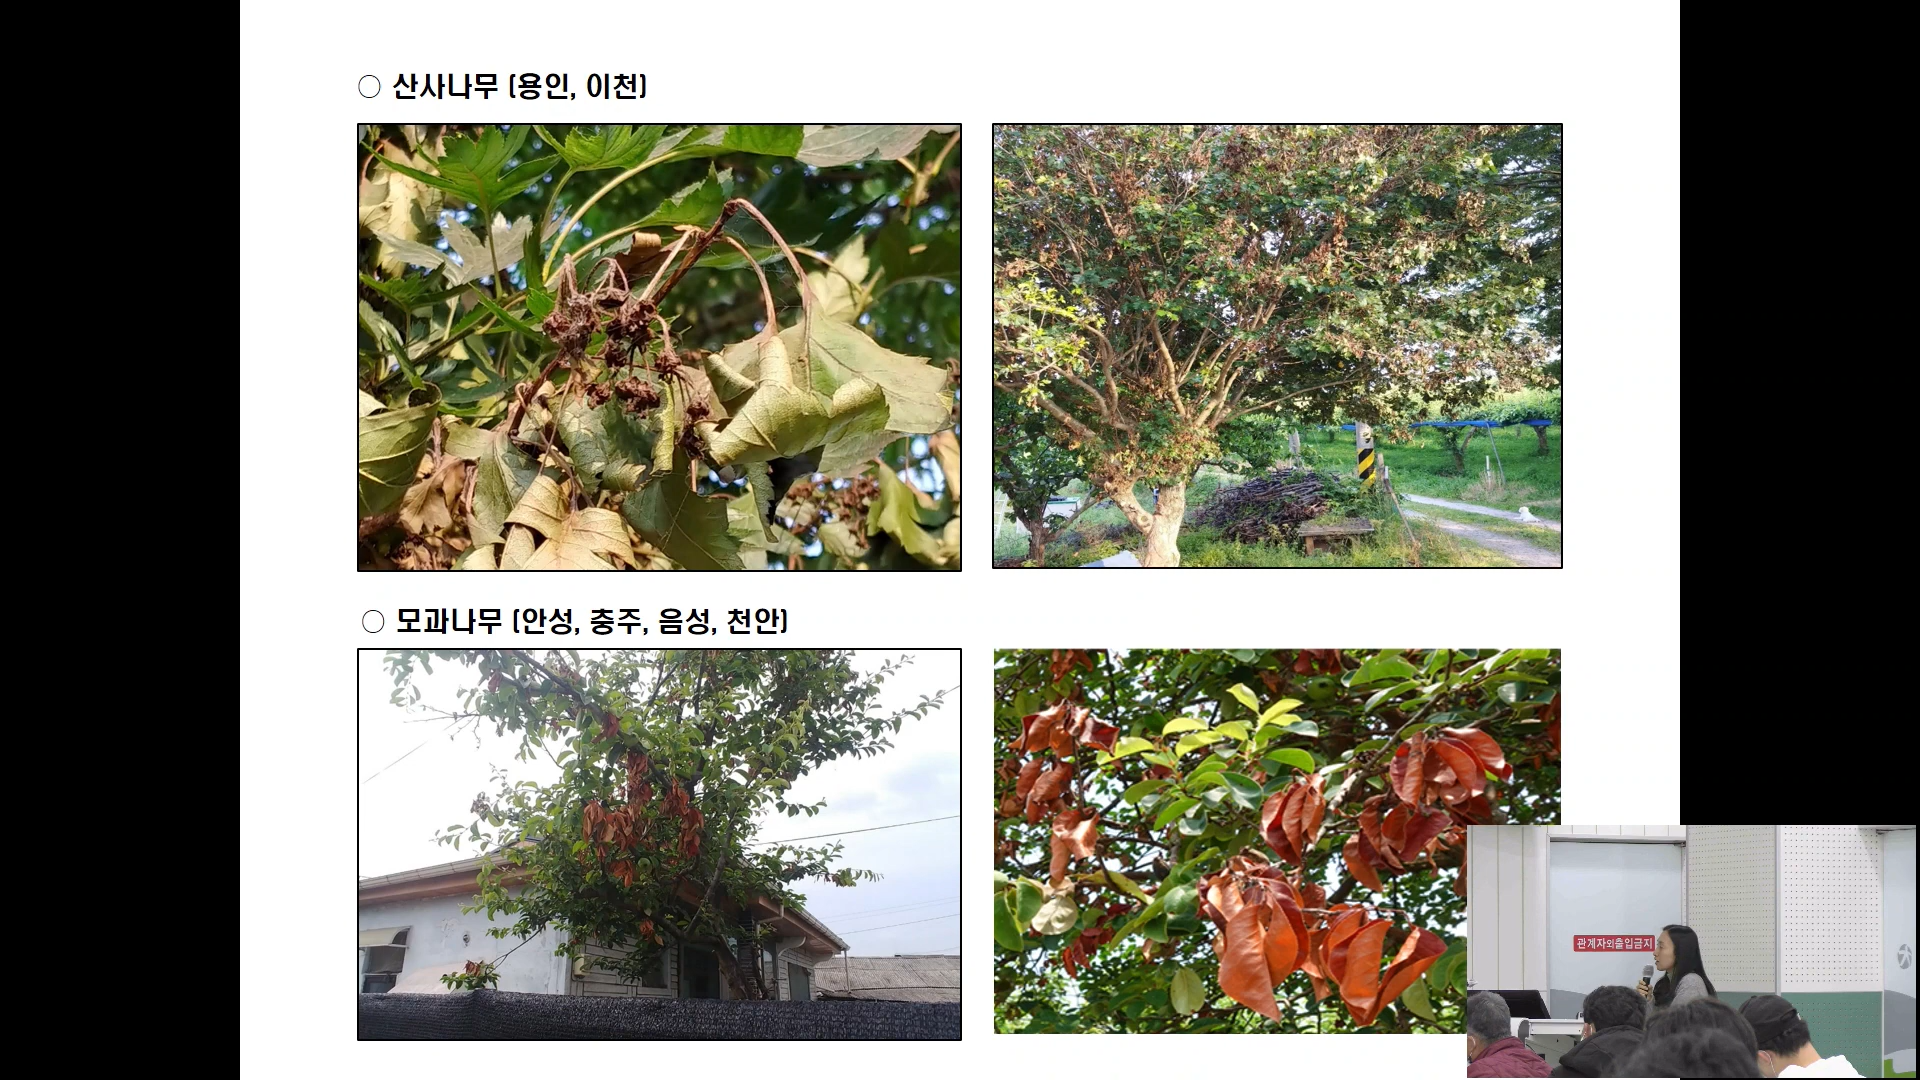 ○ 산사나무 (용인, 이천)
○ 모과나무 (안성, 충주, 음성, 천안)
관계자외출입금지